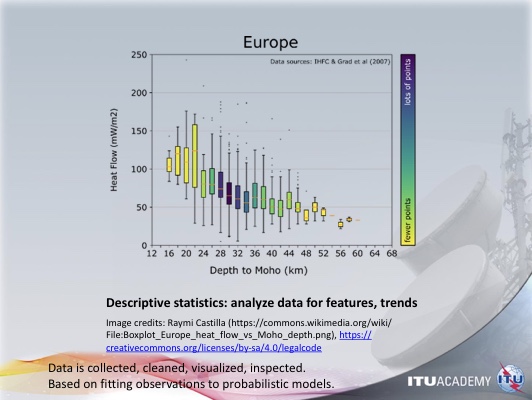 Europe
Data sources: IHFC & Grad et al (2007)
250
200
150
100
50
0
Heat Flow (mW/m2)
12 16 20 24 28 32 36 40 44 48 52 56 60 64 68
Depth to Moho (km)
lots of points
fewer points
Descriptive statistics: analyze data for features, trends
Image credits: Raymi Castilla (https://commons.wikimedia.org/wiki/
File:Boxplot_Europe_heat_flow_vs_Moho_depth.png), https://
creativecommons.org/licenses/by-sa/4.0/legalcode
Data is collected, cleaned, visualized, inspected.
Based on fitting observations to probabilistic models.
ITUACADEMY
ITU